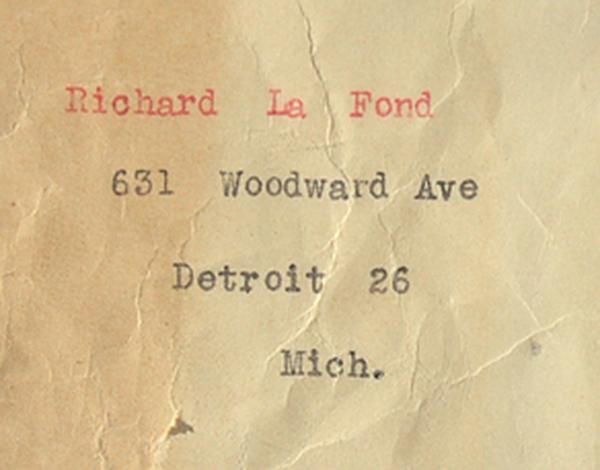 Richard La Fond
631 Woodward Ave
Detroit 26
Mich.